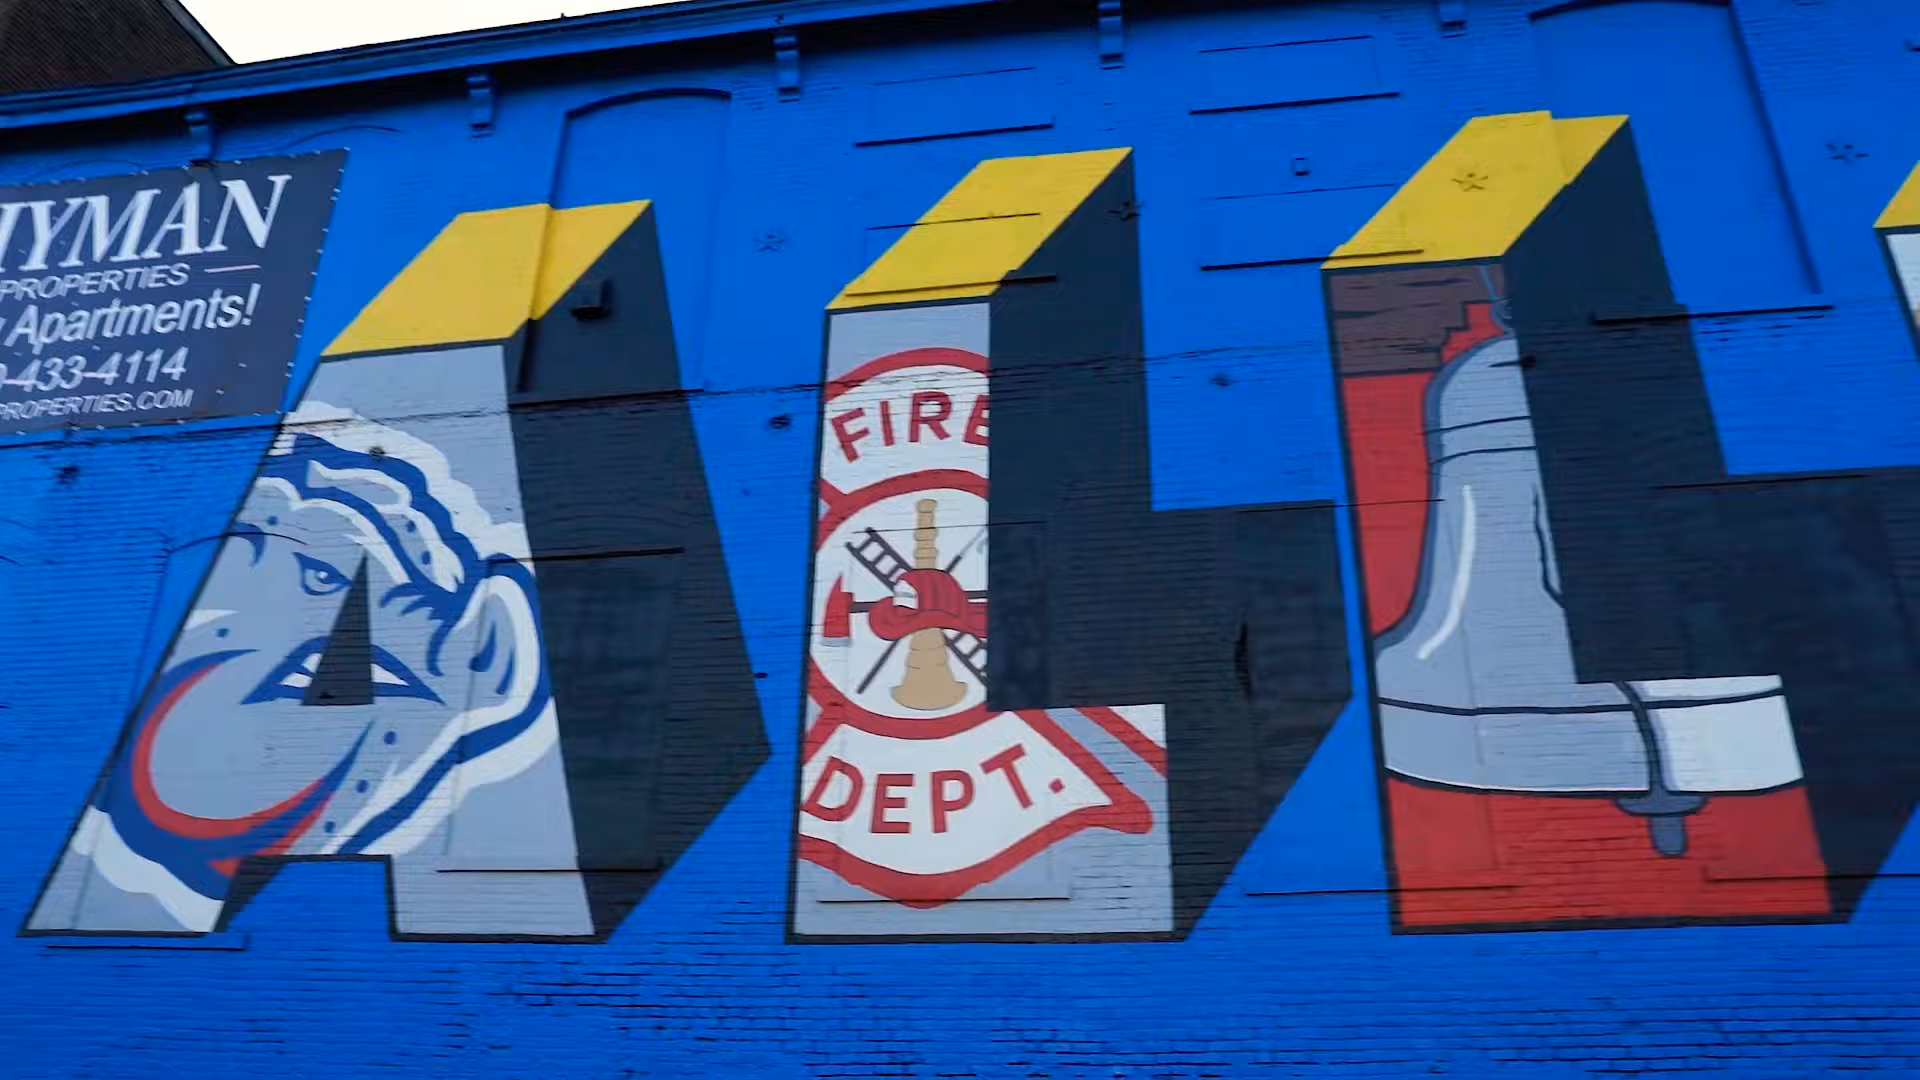 HYMAN
PROPERTIES
Apartments!
-433-4114
PROPERTIES.COM
ALL
FIRE
DEPT.